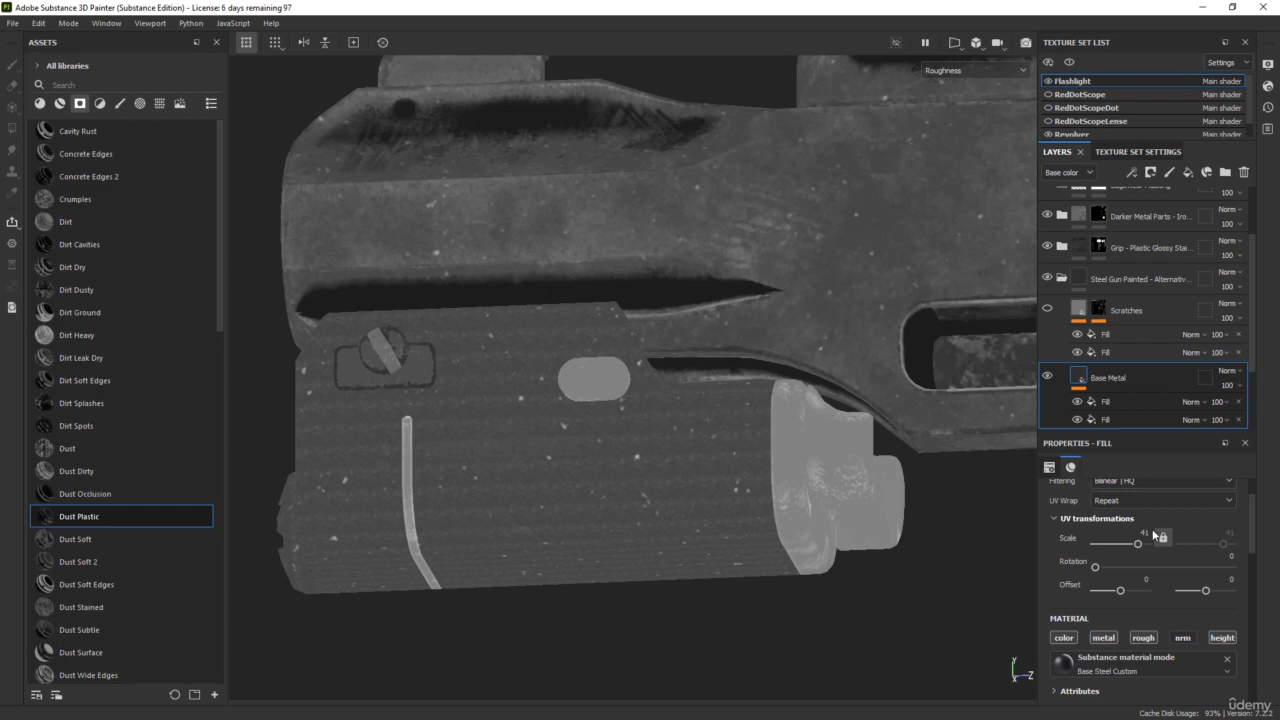 Adobe Substance 3D Painter (Substance Edition) - License: 6 days remaining 97
File Edit Mode Window Viewport Python JavaScript Help
ASSETS
All libraries
Search
Cavity Rust
Concrete Edges
Concrete Edges 2
Crumples
Dirt
Dirt Cavities
Dirt Dry
Dirt Dusty
Dirt Ground
Dirt Heavy
Dirt Leak Dry
Dirt Soft Edges
Dirt Splashes
Dirt Spots
Dust
Dust Dirty
Dust Occlusion
Dust Plastic
Dust Soft
Dust Soft 2
Dust Soft Edges
Dust Stained
Dust Subtle
Dust Surface
Dust Wide Edges
Roughness
Y
Z
X
TEXTURE SET LIST
Settings
Flashlight Main shader
RedDotScope Main shader
RedDotScopeDot Main shader
RedDotScopeLense Main shader
Revolver Main shader
LAYERS TEXTURE SET SETTINGS
Base color
100
Darker Metal Parts - Iro... Norm
100
Grip - Plastic Glossy Stai... Norm
100
Steel Gun Painted - Alternativ... Norm
100
Scratches Norm
100
Fill Norm 100
Fill Norm 100
Base Metal Norm
100
Fill Norm 100
Fill Norm 100
PROPERTIES - FILL
Filtering Bilinear | HQ
UV Wrap Repeat
UV transformations
Scale 41 41
Rotation 0
Offset 0 0
MATERIAL
color metal rough nrm height
Substance material mode
Base Steel Custom
Attributes
udemy
Cache Disk Usage: 93% | Version: 7.2.2